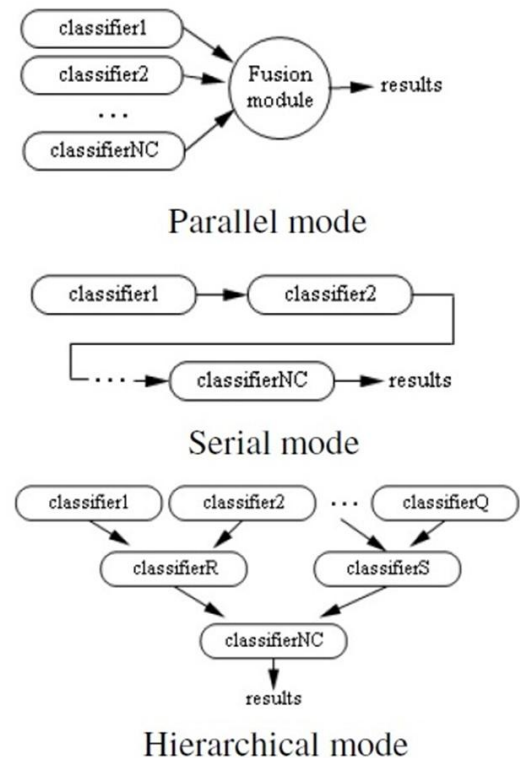 classifier1
classifier2
...
classifierNC
Fusion
module
results
Parallel mode
classifier1
classifier2
...
classifierNC
results
Serial mode
classifier1
classifier2
...
classifierQ
classifierR
classifierS
classifierNC
results
Hierarchical mode